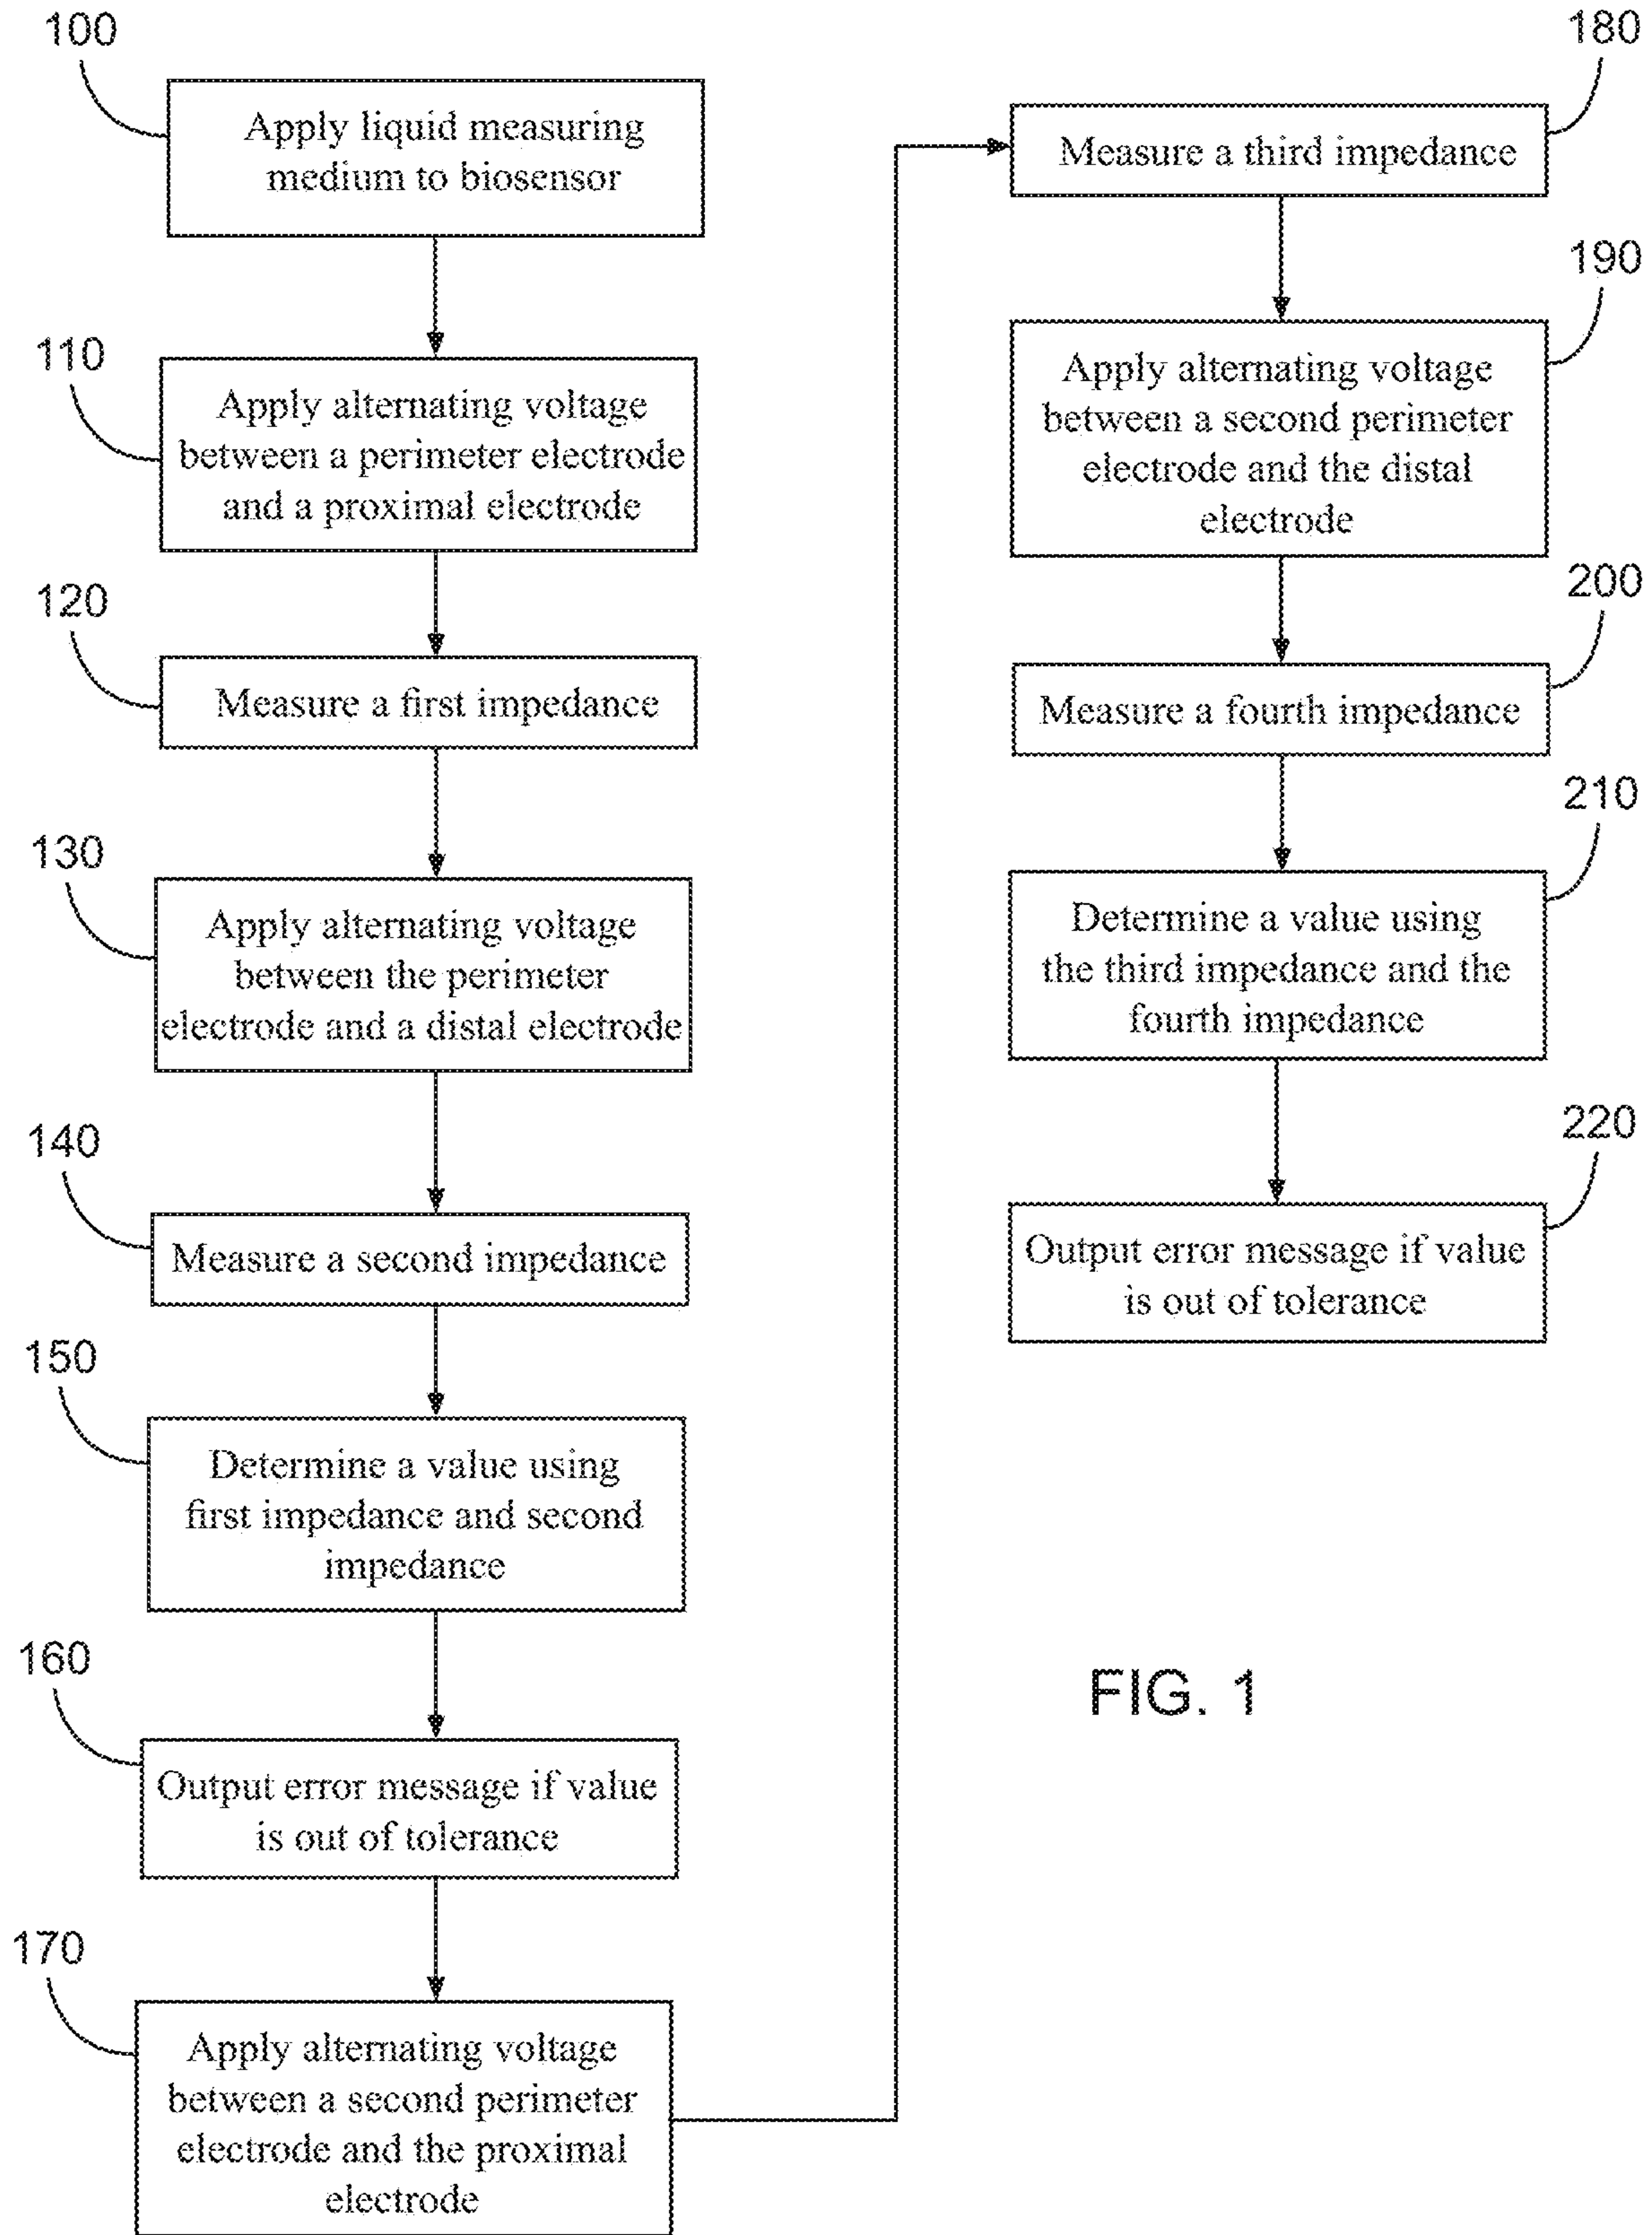 100
Apply liquid measuring
medium to biosensor
110
Apply alternating voltage
between a perimeter electrode
and a proximal electrode
120
Measure a first impedance
130
Apply alternating voltage
between the perimeter
electrode and a distal electrode
140
Measure a second impedance
150
Determine a value using
first impedance and second
impedance
160
Output error message if value
is out of tolerance
170
Apply alternating voltage
between a second perimeter
electrode and the proximal
electrode
180
Measure a third impedance
190
Apply alternating voltage
between a second perimeter
electrode and the distal
electrode
200
Measure a fourth impedance
210
Determine a value using
the third impedance and the
fourth impedance
220
Output error message if value
is out of tolerance
FIG. 1